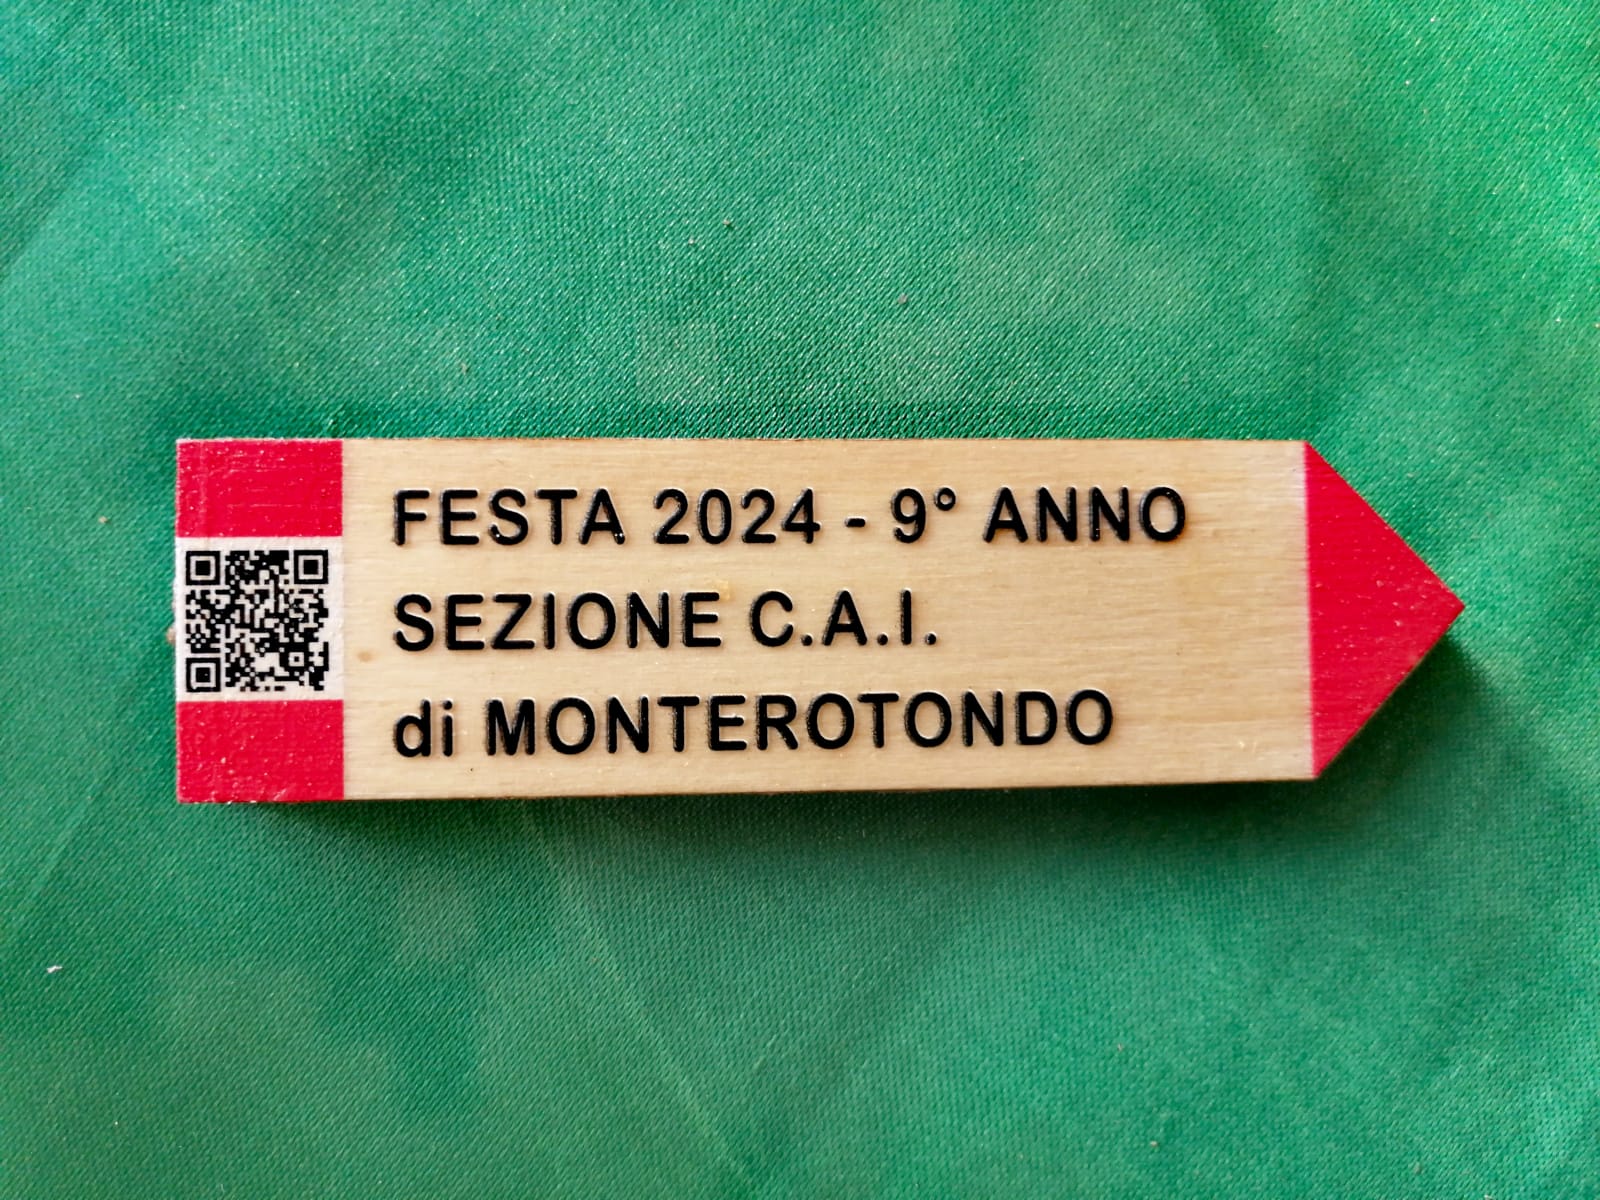 FESTA 2024 - 9° ANNO
SEZIONE C.A.I.
di MONTEROTONDO